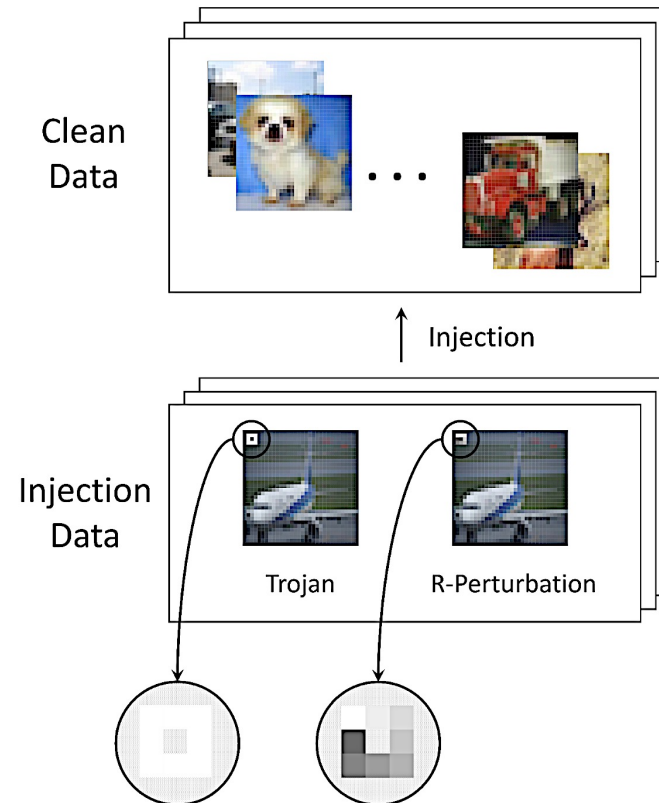 Clean
Data
...
Injection
Injection
Data
Trojan
R-Perturbation